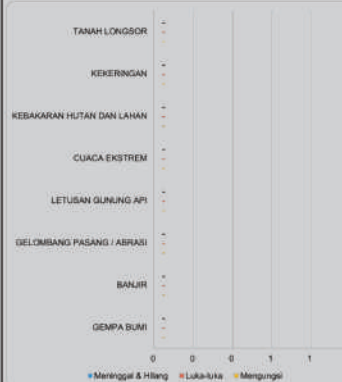 TANAH LONGSOR
KEKERINGAN
KEBAKARAN HUTAN DAN LAHAN
CUACA EKSTREM
LETUSAN GUNUNG API
GELOMBANG PASANG / ABRASI
BANJIR
GEMPA BUMI
0 0 0 1 1
Meninggal & Hilang Luka-luka Mengungsi